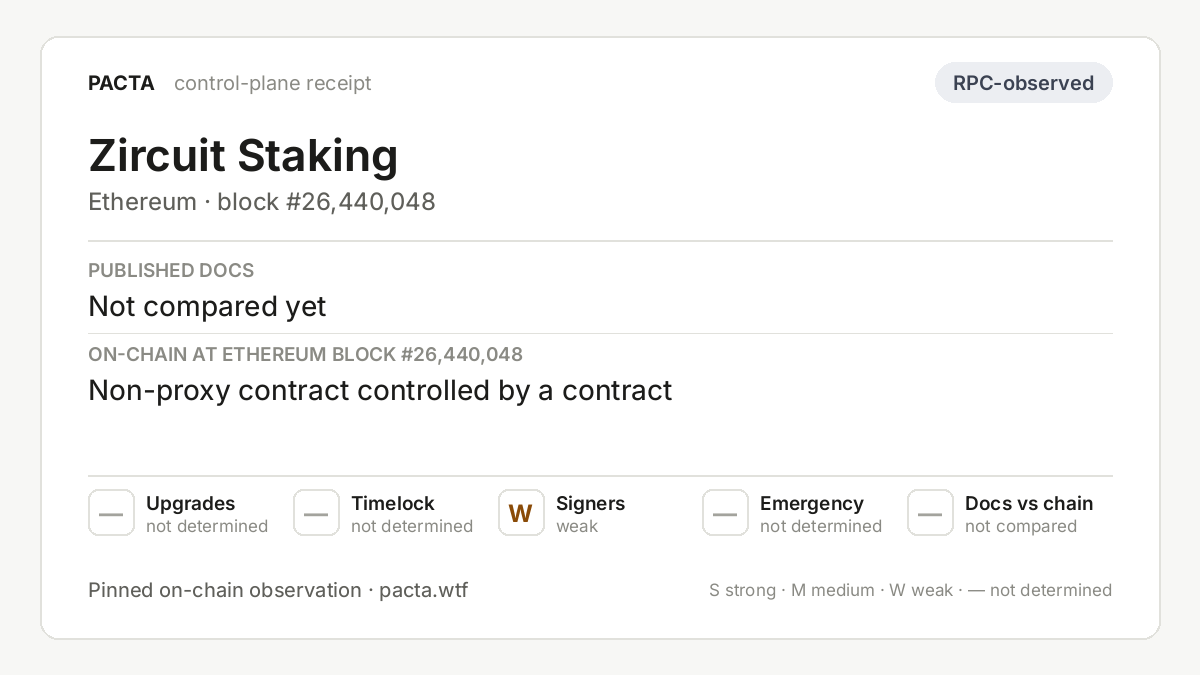 PACTA control-plane receipt RPC-observed
Zircuit Staking
Ethereum · block #26,440,048
PUBLISHED DOCS
Not compared yet
ON-CHAIN AT ETHEREUM BLOCK #26,440,048
Non-proxy contract controlled by a contract
— Upgrades — Timelock W Signers — Emergency — Docs vs chain
not determined not determined weak not determined not compared
Pinned on-chain observation · pacta.wtf S strong · M medium · W weak · — not determined